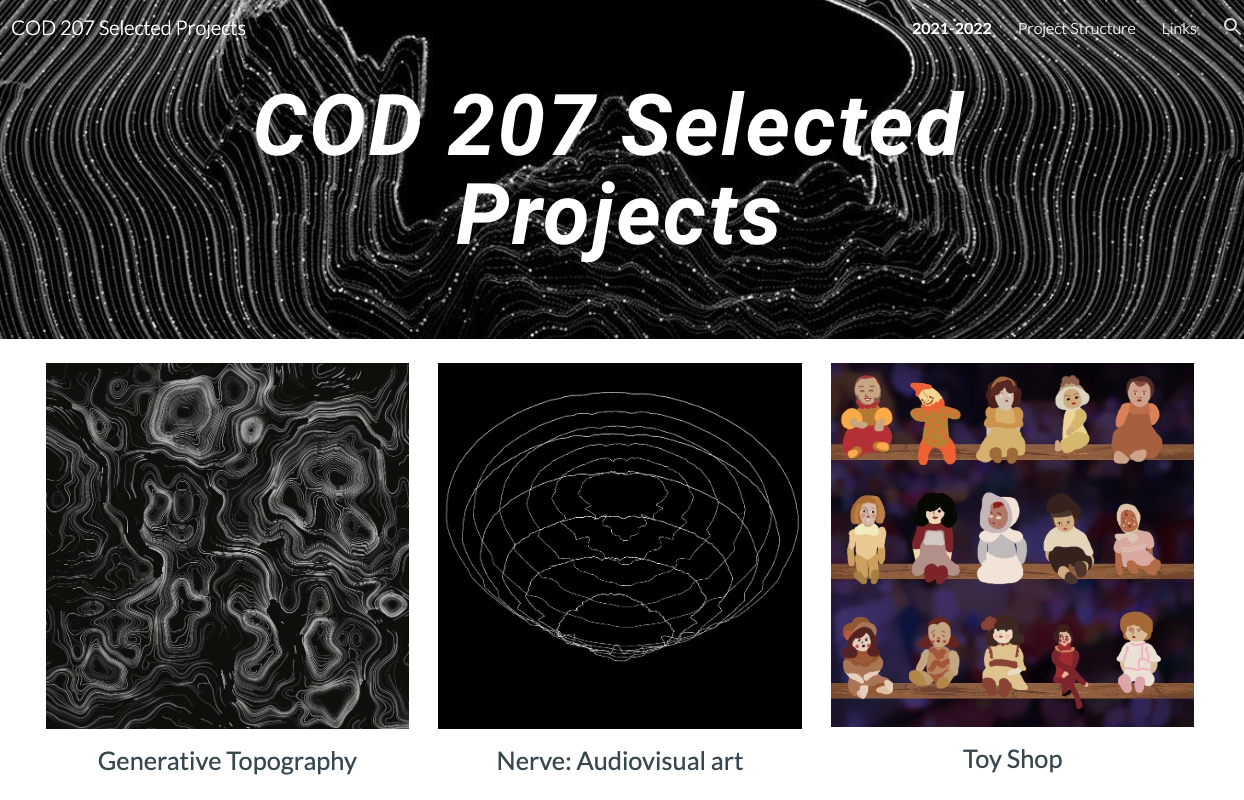 COD 207 Selected Projects
2021-2022 Project Structure Links
COD 207 Selected
Projects
Generative Topography
Nerve: Audiovisual art
Toy Shop